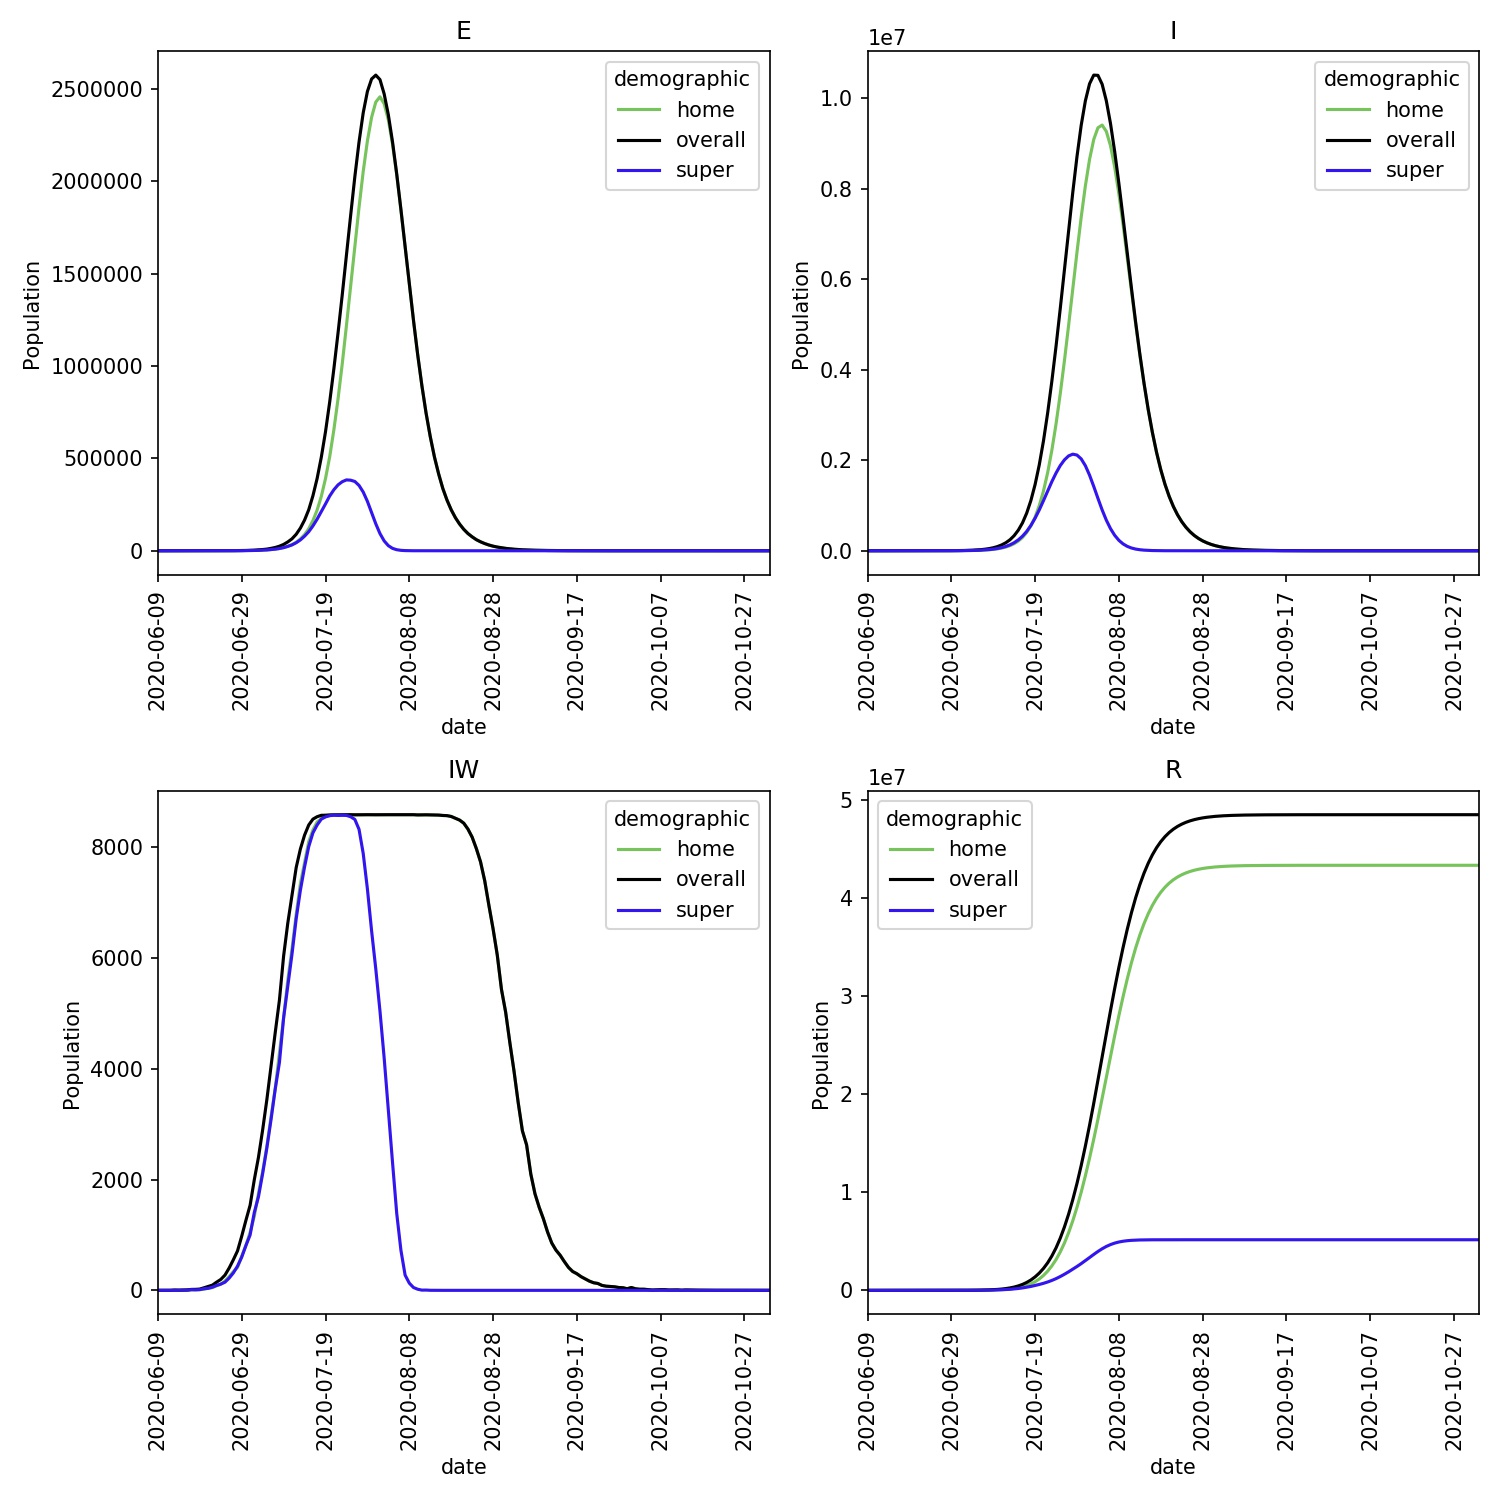 E
Population
2500000
2000000
1500000
1000000
500000
0
demographic
home
overall
super
2020-06-09
2020-06-29
2020-07-19
2020-08-08
2020-08-28
2020-09-17
2020-10-07
2020-10-27
date
I
1e7
Population
1.0
0.8
0.6
0.4
0.2
0.0
demographic
home
overall
super
2020-06-09
2020-06-29
2020-07-19
2020-08-08
2020-08-28
2020-09-17
2020-10-07
2020-10-27
date
IW
Population
8000
6000
4000
2000
0
demographic
home
overall
super
2020-06-09
2020-06-29
2020-07-19
2020-08-08
2020-08-28
2020-09-17
2020-10-07
2020-10-27
date
R
1e7
Population
5
4
3
2
1
0
demographic
home
overall
super
2020-06-09
2020-06-29
2020-07-19
2020-08-08
2020-08-28
2020-09-17
2020-10-07
2020-10-27
date